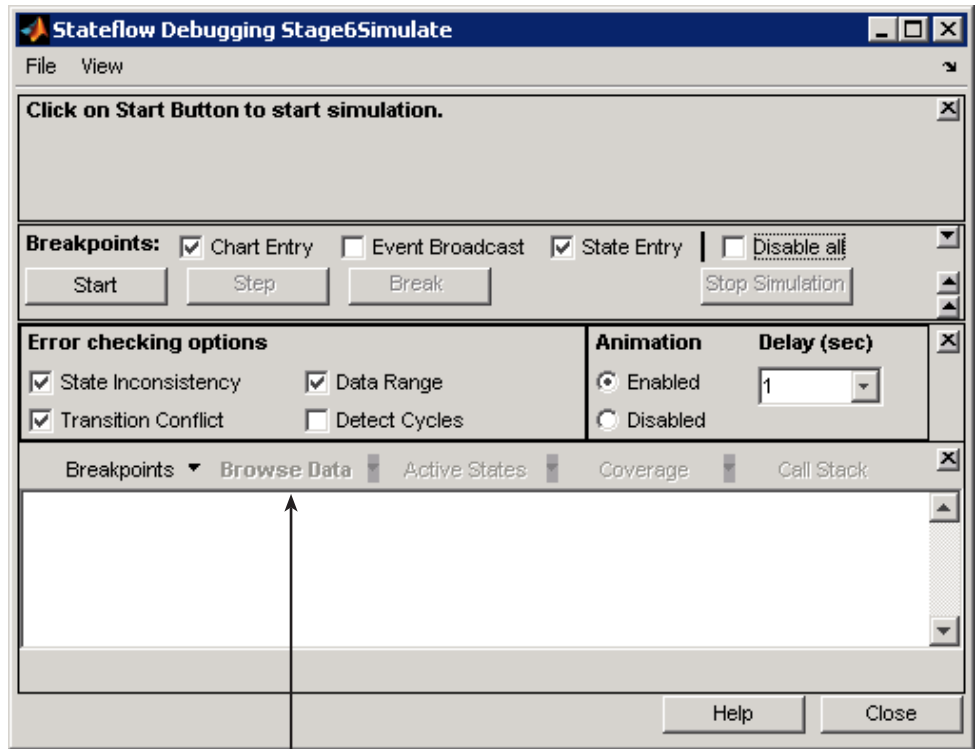 Stateflow Debugging Stage6Simulate
File View
Click on Start Button to start simulation.
Breakpoints: Chart Entry Event Broadcast State Entry Disable all
Start Step Break Stop Simulation
Error checking options Animation Delay (sec)
State Inconsistency Data Range Enabled 1
Transition Conflict Detect Cycles Disabled
Breakpoints Browse Data Active States Coverage Call Stack
Help Close